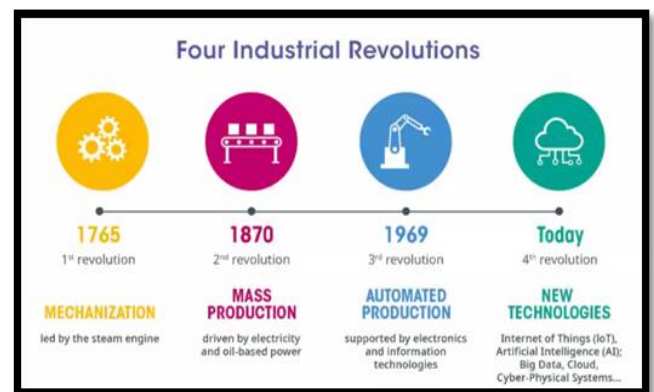 Four Industrial Revolutions
1765
1st revolution
MECHANIZATION
led by the steam engine
1870
2nd revolution
MASS
PRODUCTION
driven by electricity
and oil-based power
1969
3rd revolution
AUTOMATED
PRODUCTION
supported by electronics
and information
technologies
Today
4th revolution
NEW
TECHNOLOGIES
Internet of Things (IoT),
Artificial Intelligence (AI);
Big Data, Cloud,
Cyber-Physical Systems...